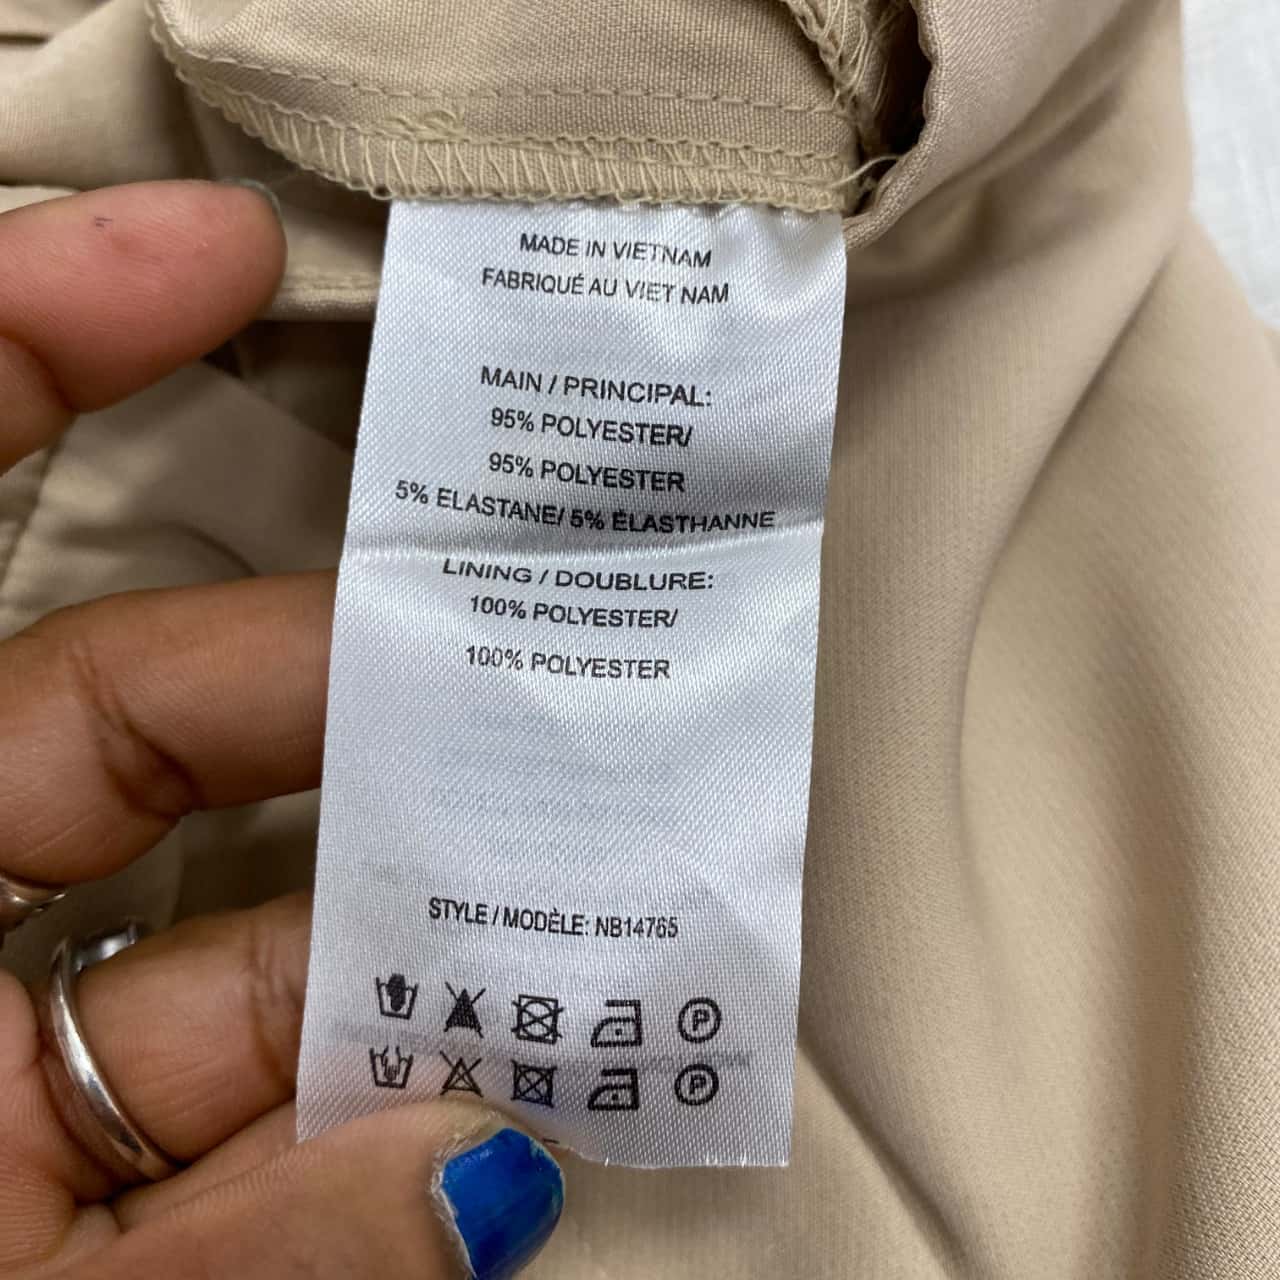 MADE IN VIETNAM
FABRIQUÉ AU VIET NAM
MAIN / PRINCIPAL:
95% POLYESTER/
95% POLYESTER
5% ELASTANE/ 5% ÉLASTHANNE
LINING / DOUBLURE:
100% POLYESTER/
100% POLYESTER
STYLE / MODÈLE: NB14765
P
P